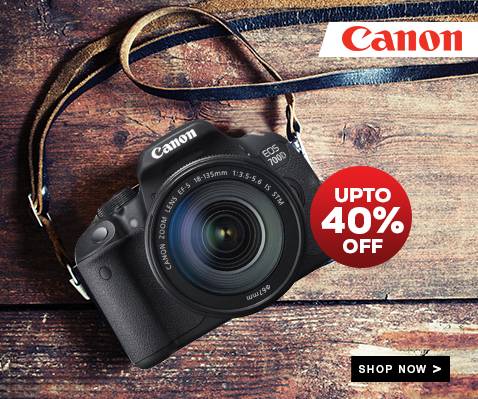 Canon
Canon
EOS
700D
CANON ZOOM LENS EF-S 18-135mm 1:3.5-5.6 IS STM
Φ67mm
UPTO
40%
OFF
SHOP NOW >